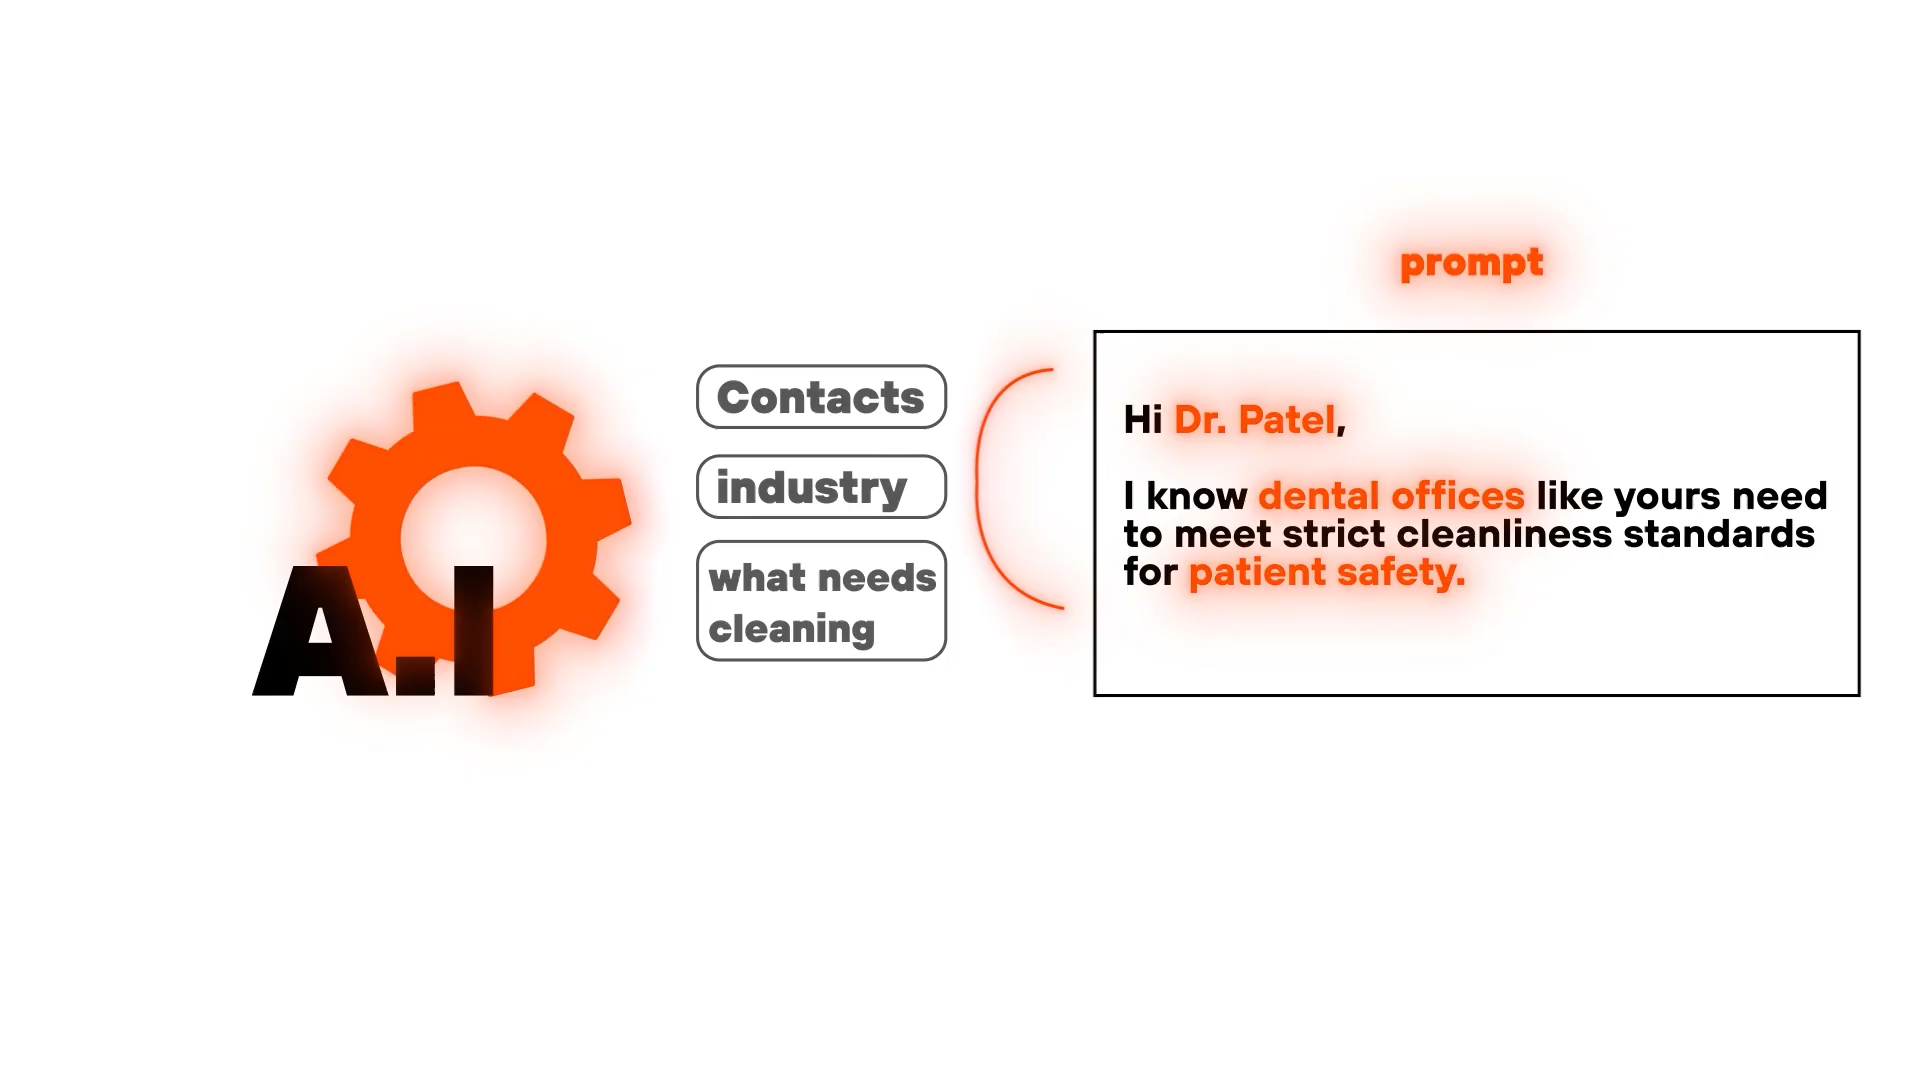 A.I
Contacts
industry
what needs
cleaning
prompt
Hi Dr. Patel,
I know dental offices like yours need
to meet strict cleanliness standards
for patient safety.